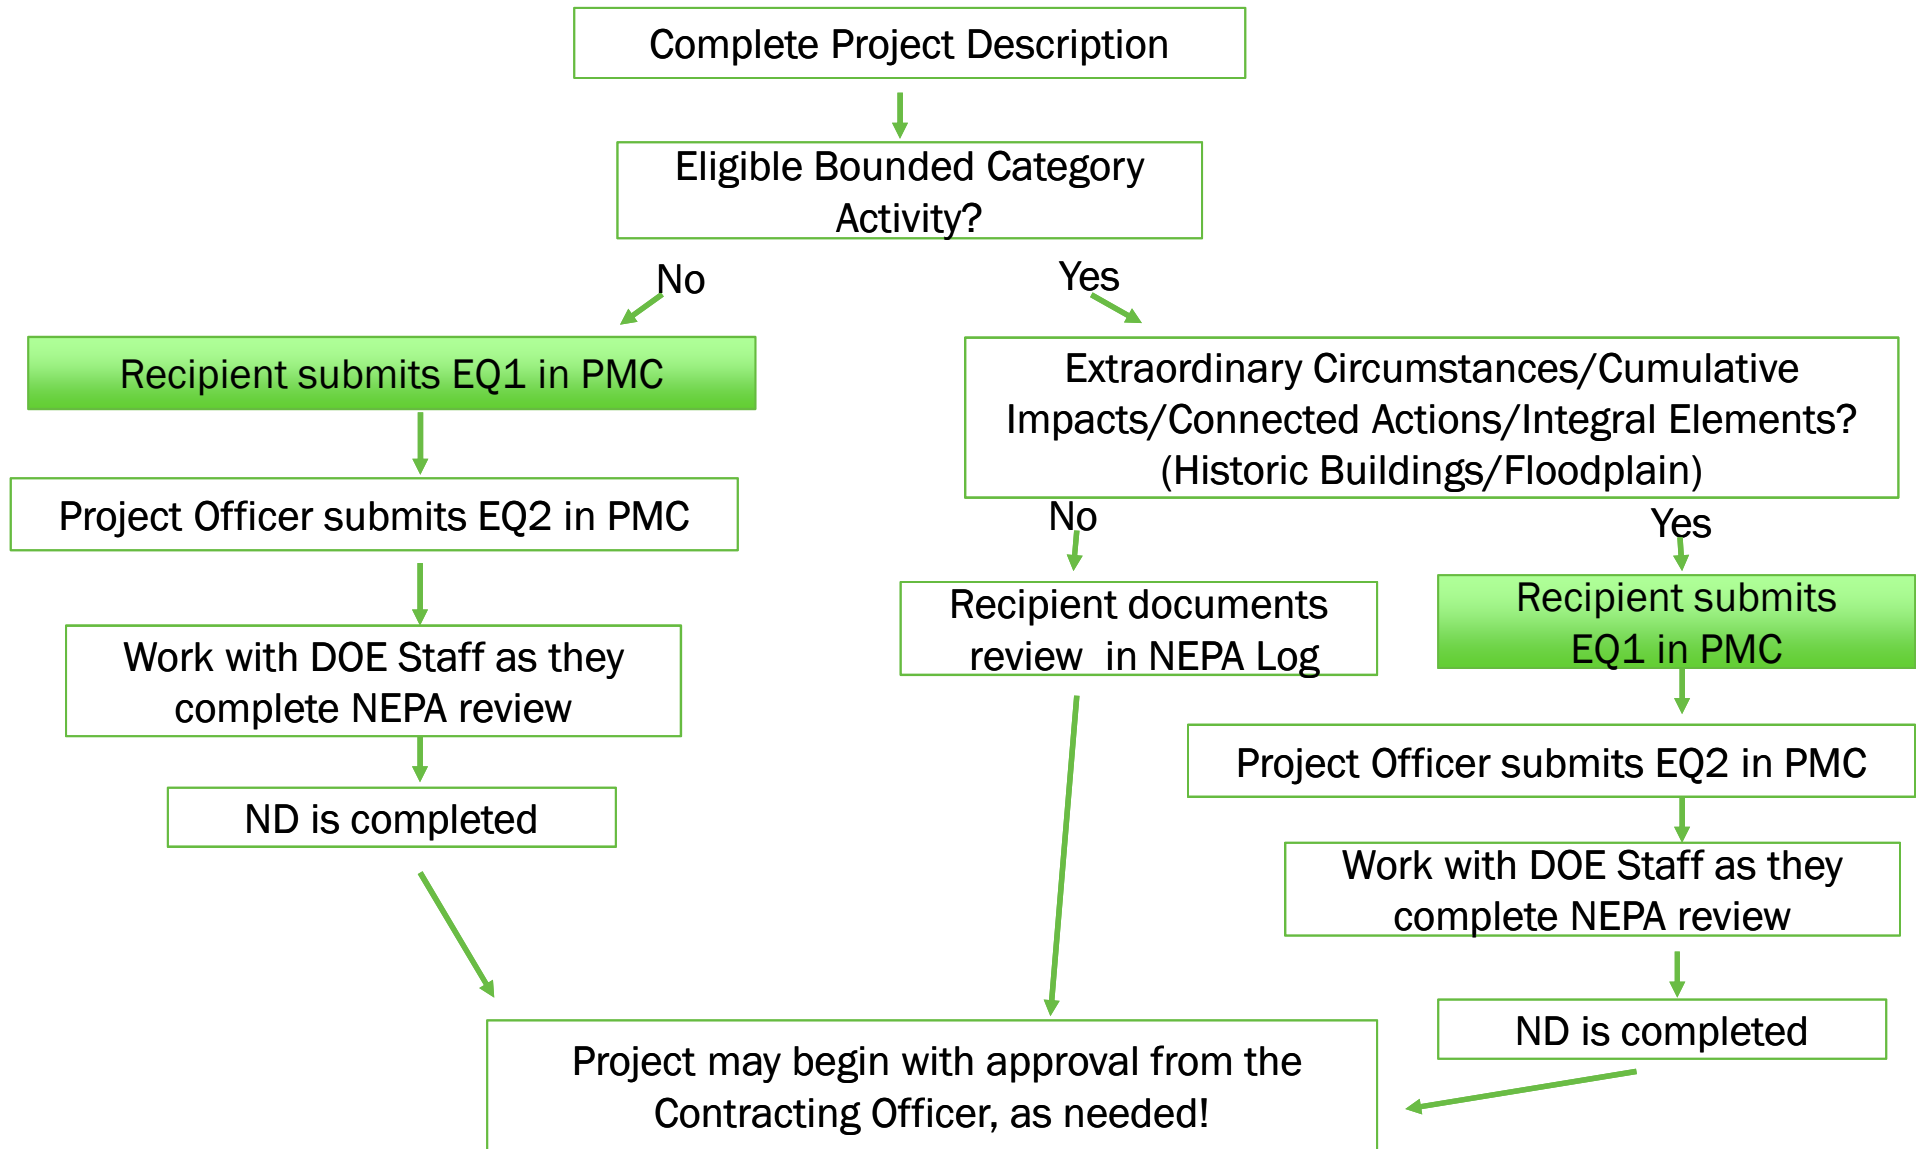 Complete Project Description
Eligible Bounded Category
Activity?
No
Yes
Recipient submits EQ1 in PMC
Extraordinary Circumstances/Cumulative
Impacts/Connected Actions/Integral Elements?
(Historic Buildings/Floodplain)
Project Officer submits EQ2 in PMC
No
Yes
Recipient documents
review in NEPA Log
Recipient submits
EQ1 in PMC
Work with DOE Staff as they
complete NEPA review
Project Officer submits EQ2 in PMC
ND is completed
Work with DOE Staff as they
complete NEPA review
ND is completed
Project may begin with approval from the
Contracting Officer, as needed!